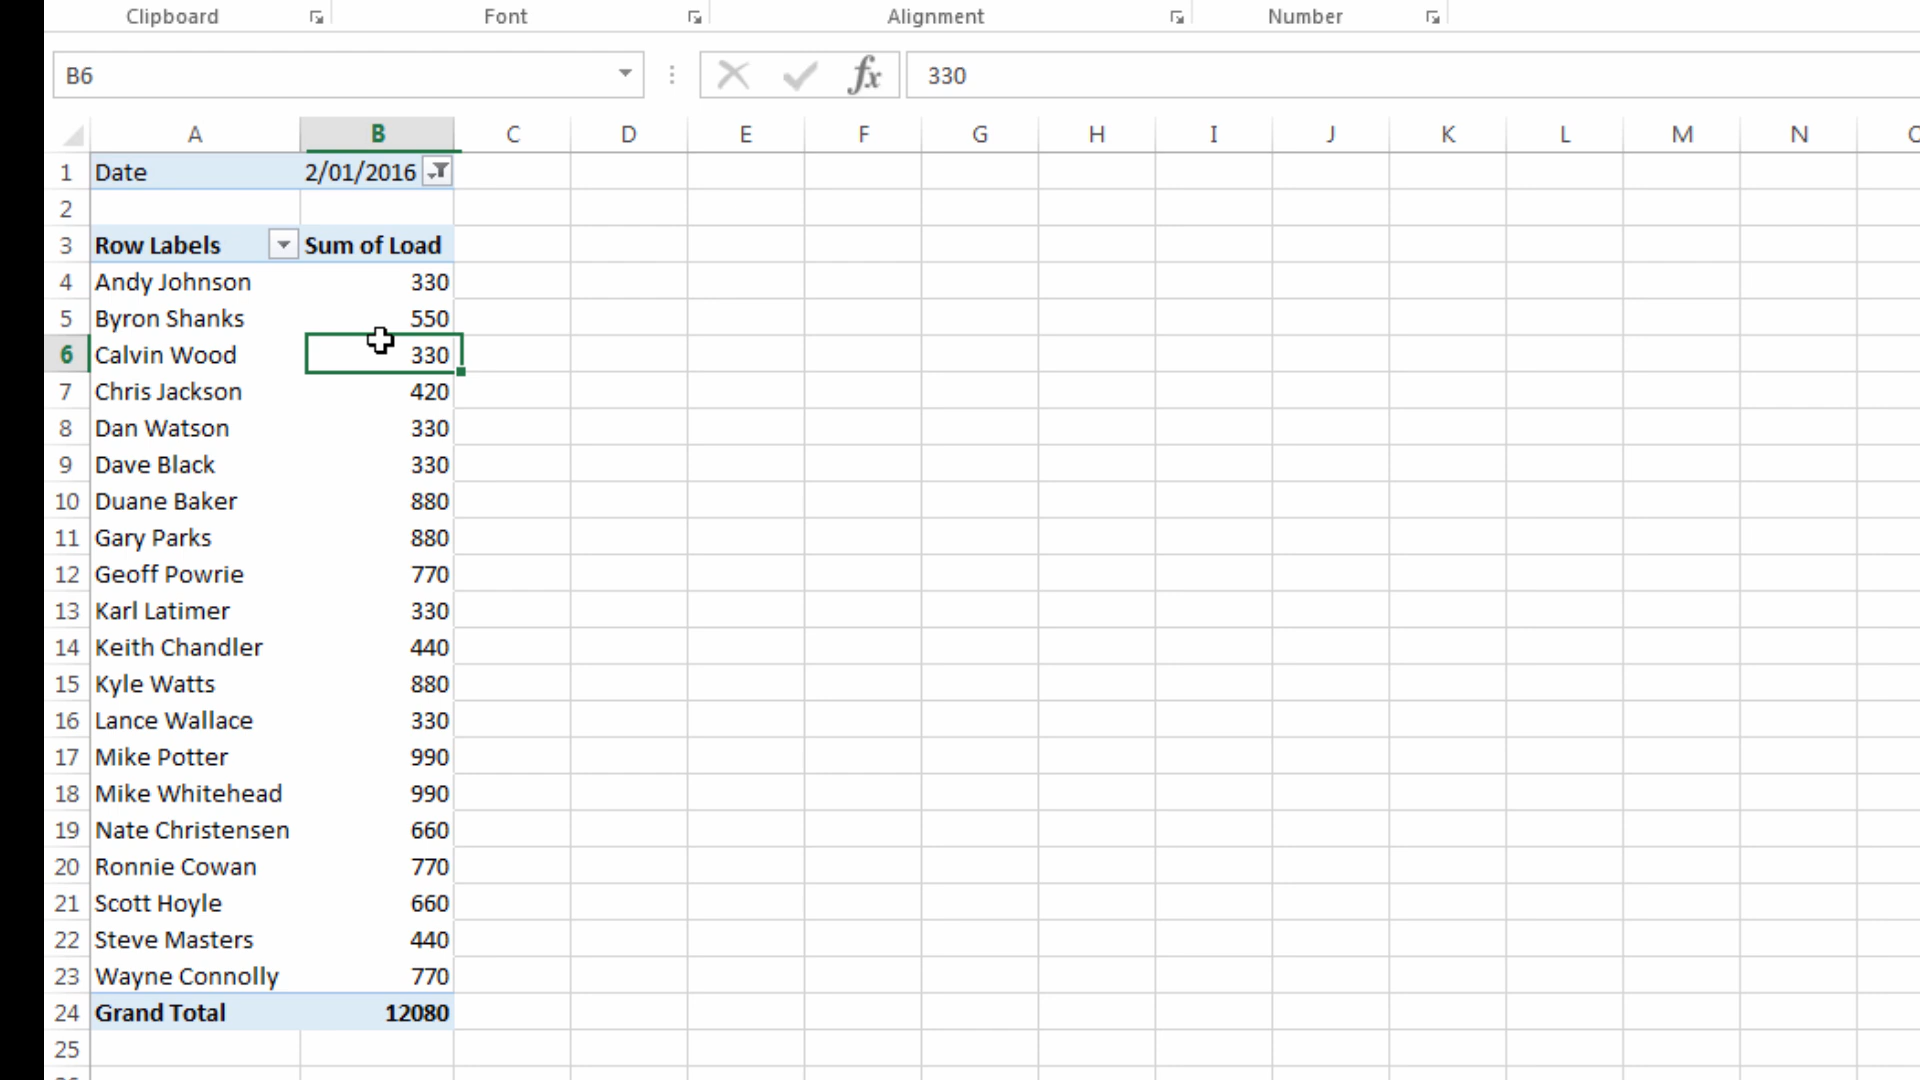 Clipboard Font Alignment Number
B6 fx 330
A B C D E F G H I J K L M N
1 Date 2/01/2016
2
3 Row Labels Sum of Load
4 Andy Johnson 330
5 Byron Shanks 550
6 Calvin Wood 330
7 Chris Jackson 420
8 Dan Watson 330
9 Dave Black 330
10 Duane Baker 880
11 Gary Parks 880
12 Geoff Powrie 770
13 Karl Latimer 330
14 Keith Chandler 440
15 Kyle Watts 880
16 Lance Wallace 330
17 Mike Potter 990
18 Mike Whitehead 990
19 Nate Christensen 660
20 Ronnie Cowan 770
21 Scott Hoyle 660
22 Steve Masters 440
23 Wayne Connolly 770
24 Grand Total 12080
25